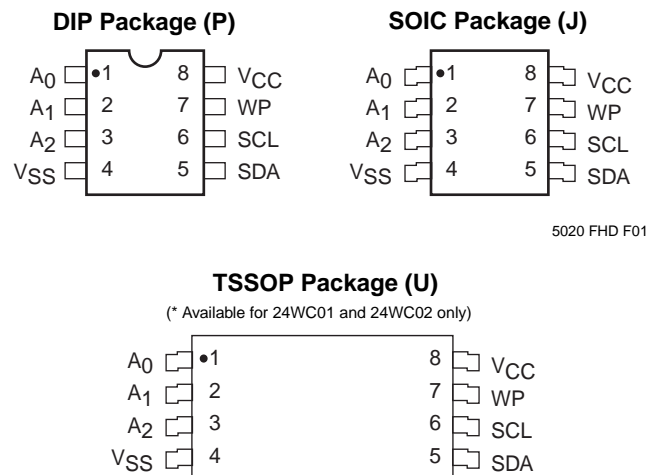 DIP Package (P)
A0 1 8 VCC
A1 2 7 WP
A2 3 6 SCL
VSS 4 5 SDA
SOIC Package (J)
A0 1 8 VCC
A1 2 7 WP
A2 3 6 SCL
VSS 4 5 SDA
5020 FHD F01
TSSOP Package (U)
(* Available for 24WC01 and 24WC02 only)
A0 1 8 VCC
A1 2 7 WP
A2 3 6 SCL
VSS 4 5 SDA